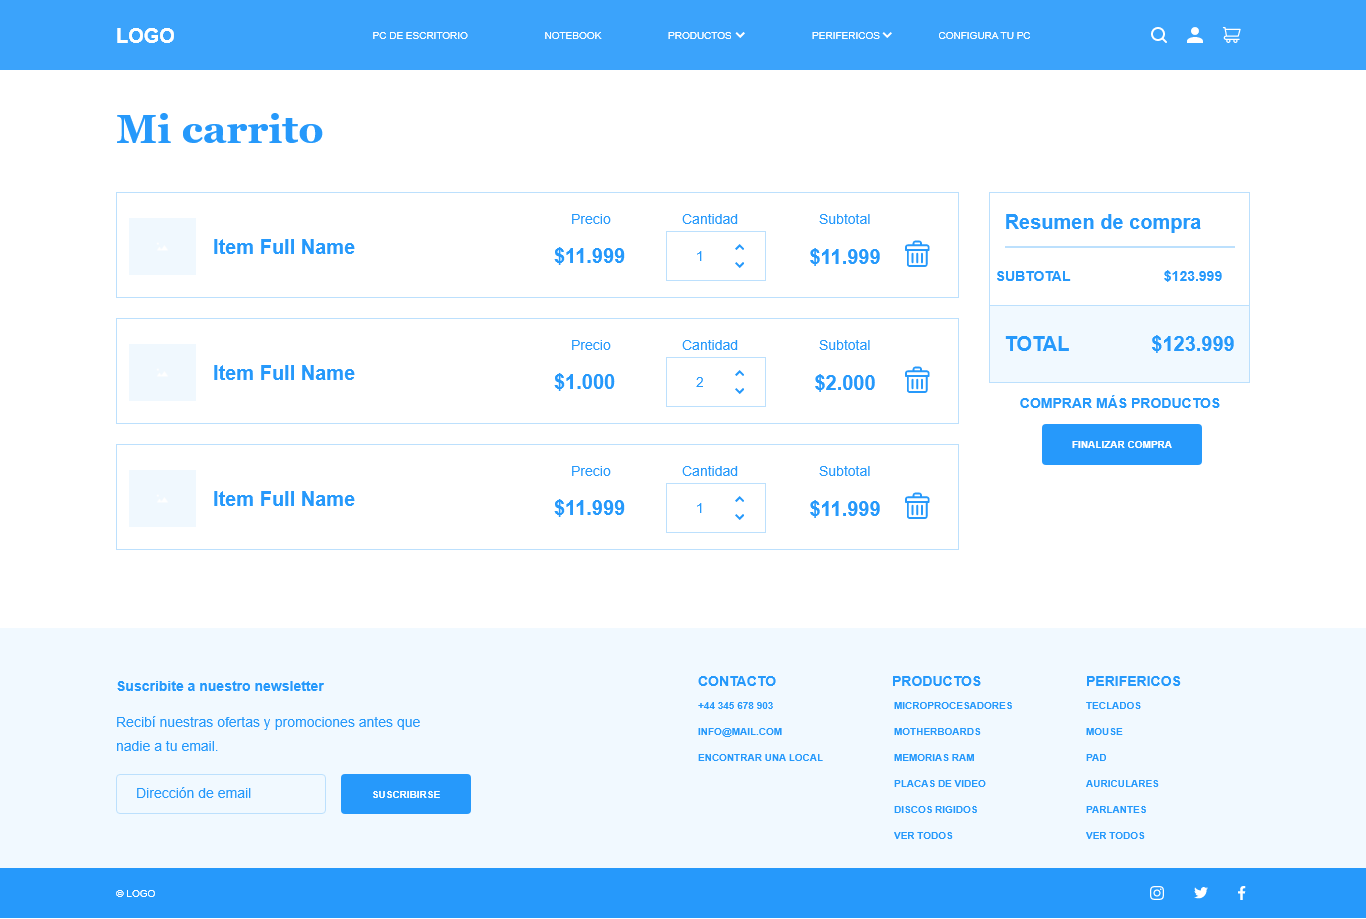 LOGO
PC DE ESCRITORIO
NOTEBOOK
PRODUCTOS
PERIFERICOS
CONFIGURA TU PC
Mi carrito
Item Full Name
Precio
$11.999
Cantidad
1
Subtotal
$11.999
Item Full Name
Precio
$1.000
Cantidad
2
Subtotal
$2.000
Item Full Name
Precio
$11.999
Cantidad
1
Subtotal
$11.999
Resumen de compra
SUBTOTAL $123.999
TOTAL $123.999
COMPRAR MÁS PRODUCTOS
FINALIZAR COMPRA
Suscribite a nuestro newsletter
Recibí nuestras ofertas y promociones antes que
nadie a tu email.
Dirección de email
SUSCRIBIRSE
CONTACTO
+44 345 678 903
INFO@MAIL.COM
ENCONTRAR UNA LOCAL
PRODUCTOS
MICROPROCESADORES
MOTHERBOARDS
MEMORIAS RAM
PLACAS DE VIDEO
DISCOS RIGIDOS
VER TODOS
PERIFERICOS
TECLADOS
MOUSE
PAD
AURICULARES
PARLANTES
VER TODOS
© LOGO